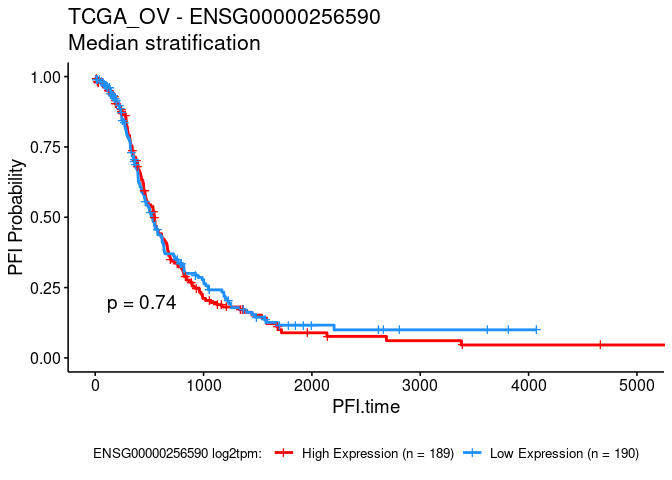 TCGA_OV - ENSG00000256590
Median stratification
1.00
0.75
0.50
0.25
0.00
PFI Probability
p = 0.74
0 1000 2000 3000 4000 5000
PFI.time
ENSG00000256590 log2tpm: High Expression (n = 189) Low Expression (n = 190)